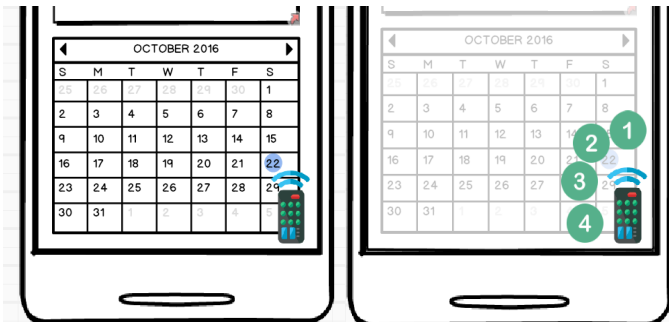 OCTOBER 2016
S M T W T F S
25 26 27 28 29 30 1
2 3 4 5 6 7 8
9 10 11 12 13 14 15
16 17 18 19 20 21 22
23 24 25 26 27 28 29
30 31 1 2 3 4 5
OCTOBER 2016
S M T W T F S
25 26 27 28 29 30 1
2 3 4 5 6 7 8
9 10 11 12 13
16 17 18 19 20 21 22
23 24 25 26 27 29
30 31 1 2 3
1
2
3
4